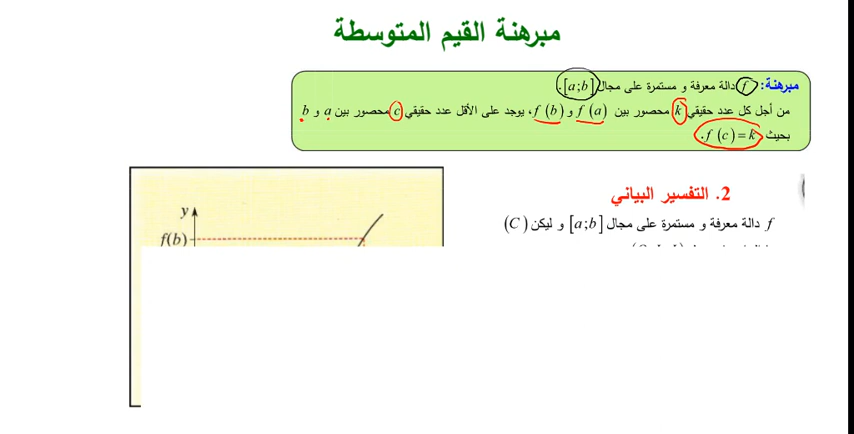 مبرهنة القيم المتوسطة
مبرهنة: f دالة معرفة و مستمرة على مجال [a;b].
من أجل كل عدد حقيقي k محصور بين f(a) و f(b)، يوجد على الأقل عدد حقيقي c محصور بين a و b
بحيث f(c)=k.
2. التفسير البياني
f دالة معرفة و مستمرة على مجال [a;b] و ليكن (C)
y
f(b)